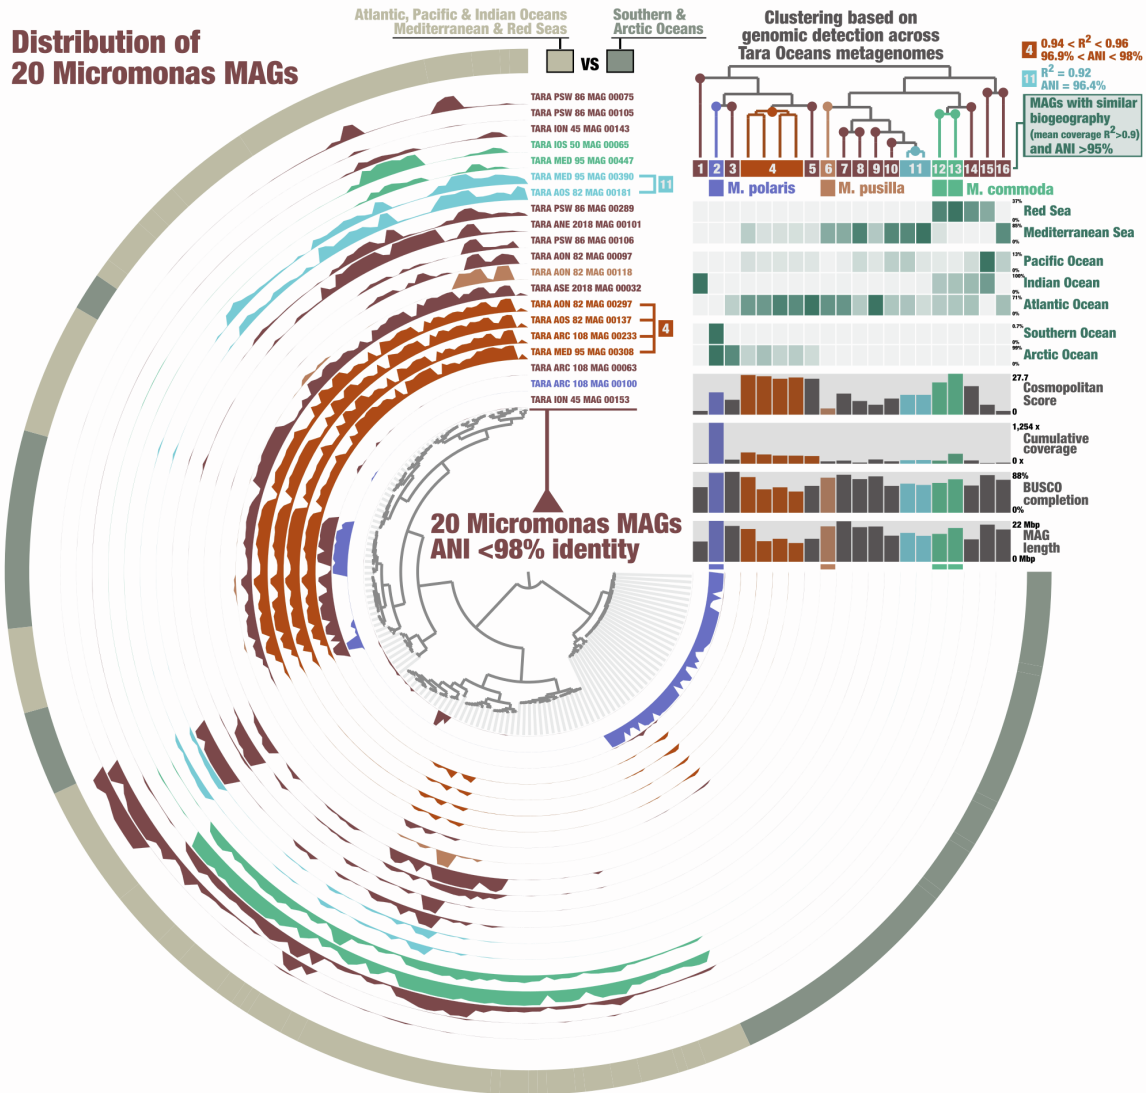 Distribution of
20 Micromonas MAGs
Atlantic, Pacific & Indian Oceans
Mediterranean & Red Seas
vs
Southern &
Arctic Oceans
TARA PSW 86 MAG 00075
TARA PSW 86 MAG 00105
TARA ION 45 MAG 00143
TARA IOS 50 MAG 00065
TARA MED 95 MAG 00447
TARA MED 95 MAG 00390
TARA AOS 82 MAG 00181
11
TARA PSW 86 MAG 00289
TARA ANE 2018 MAG 00101
TARA PSW 86 MAG 00106
TARA AON 82 MAG 00097
TARA AON 82 MAG 00118
TARA ASE 2018 MAG 00032
TARA AON 82 MAG 00297
TARA AOS 82 MAG 00137
TARA ARC 108 MAG 00233
TARA MED 95 MAG 00308
4
TARA ARC 108 MAG 00063
TARA ARC 108 MAG 00100
TARA ION 45 MAG 00153
20 Micromonas MAGs
ANI <98% identity
Clustering based on
genomic detection across
Tara Oceans metagenomes
4
0.94 < R2 < 0.96
96.9% < ANI < 98%
11
R2 = 0.92
ANI = 96.4%
MAGs with similar
biogeography
(mean coverage R2>0.9)
and ANI >95%
1 2 3 4 5 6 7 8 9 10 11 12 13 14 15 16
M. polaris
M. pusilla
M. commoda
37%
Red Sea
0%
Mediterranean Sea
0%
13%
Pacific Ocean
0%
100%
Indian Ocean
0%
71%
Atlantic Ocean
0%
Southern Ocean
0%
Arctic Ocean
0%
27.7
Cosmopolitan
Score
0
1,254 x
Cumulative
coverage
0 x
88%
BUSCO
completion
0%
22 Mbp
MAG
length
0 Mbp